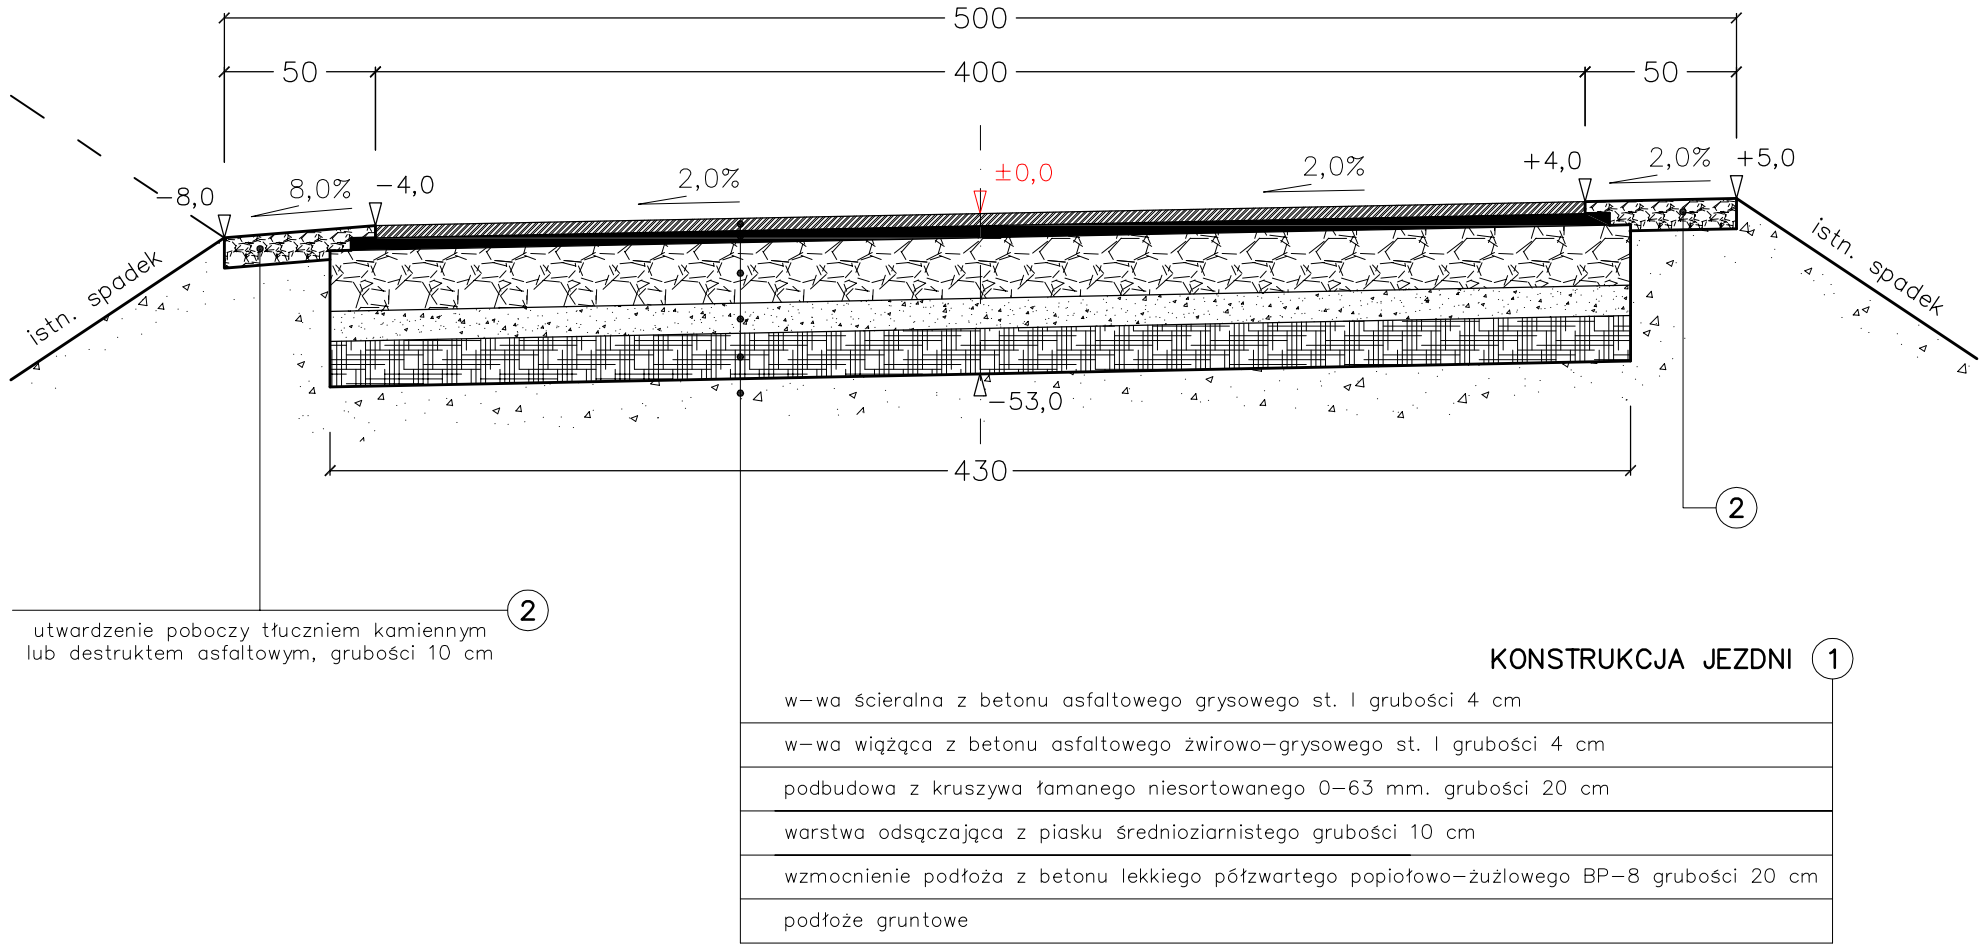 500
50 400 50
-8,0 8,0% -4,0 2,0% ±0,0 2,0% +4,0 2,0% +5,0
istn. spadek
istn. spadek
-53,0
430
2
2
utwardzenie poboczy tłuczniem kamiennym
lub destruktem asfaltowym, grubości 10 cm
KONSTRUKCJA JEZDNI 1
w-wa ścieralna z betonu asfaltowego grysowego st. I grubości 4 cm
w-wa wiążąca z betonu asfaltowego żwirowo-grysowego st. I grubości 4 cm
podbudowa z kruszywa łamanego niesortowanego 0-63 mm. grubości 20 cm
warstwa odsączająca z piasku średnioziarnistego grubości 10 cm
wzmocnienie podłoża z betonu lekkiego półzwartego popiołowo-żużlowego BP-8 grubości 20 cm
podłoże gruntowe